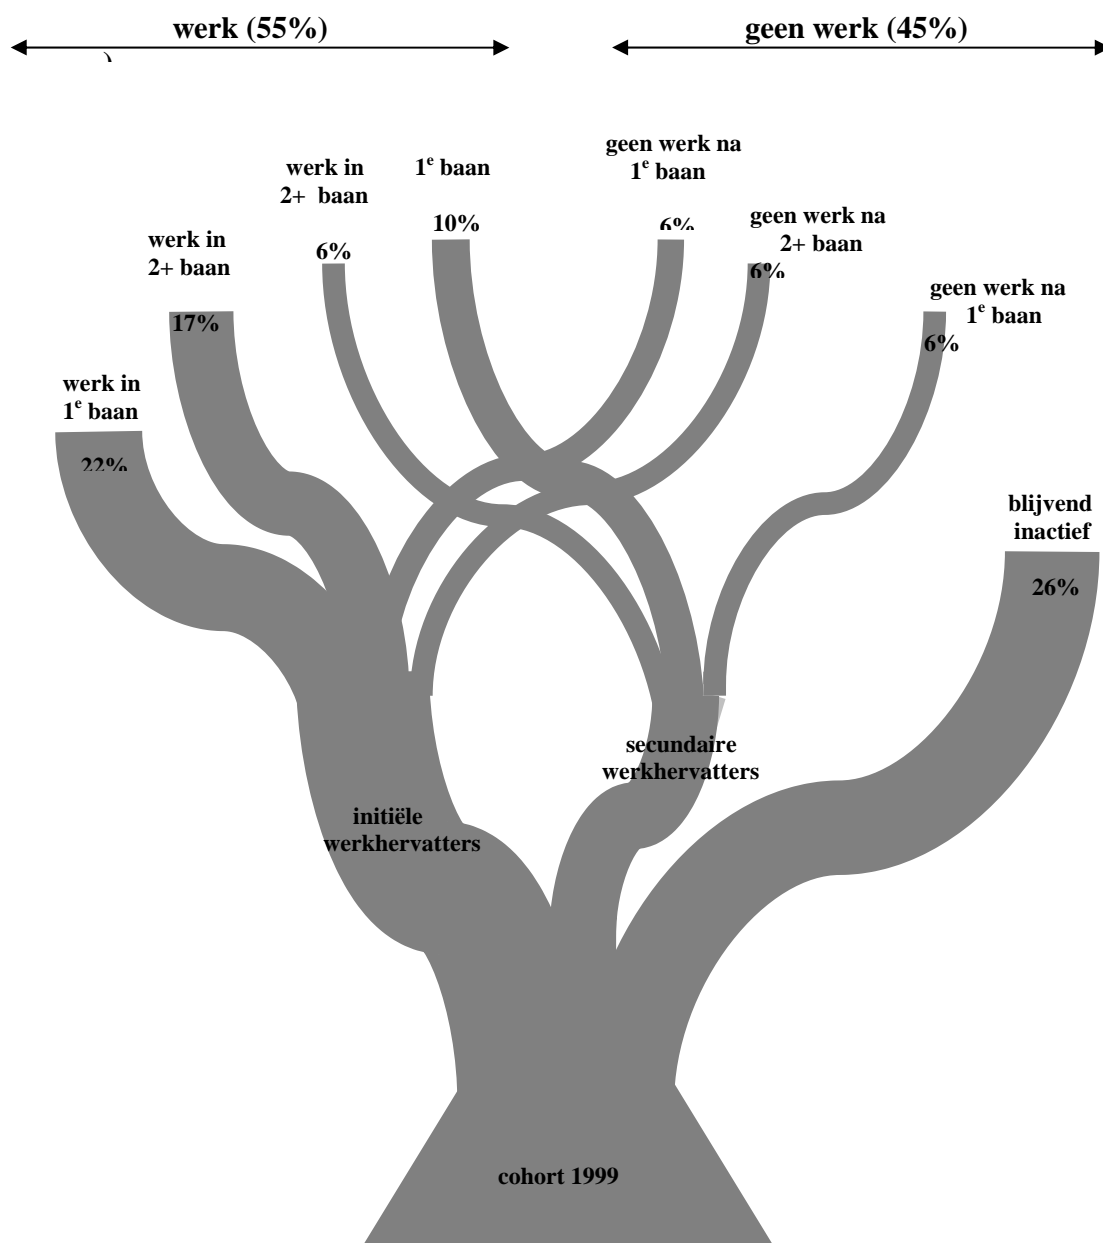 werk (55%)
geen werk (45%)
)
geen werk na
1e baan
6%
werk in
2+ baan
6%
1e baan
10%
geen werk na
2+ baan
6%
werk in
2+ baan
17%
geen werk na
1e baan
6%
werk in
1e baan
22%
blijvend
inactief
26%
secundaire
werkhervatters
initiële
werkhervatters
cohort 1999